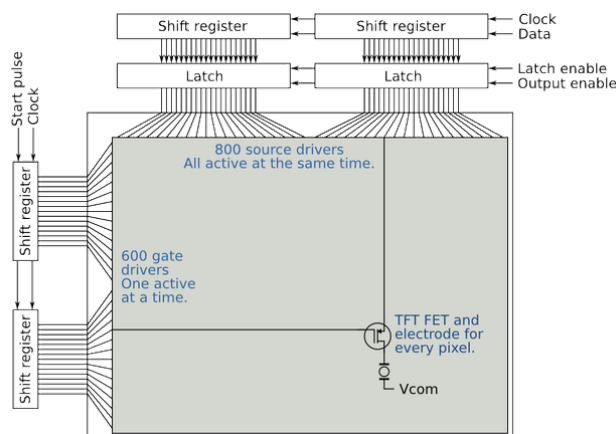 Shift register
Shift register
Clock
Data
Latch
Latch
Latch enable
Output enable
Start pulse
Clock
800 source drivers
All active at the same time.
Shift register
600 gate
drivers
One active
at a time.
Shift register
TFT FET and
electrode for
every pixel.
Vcom